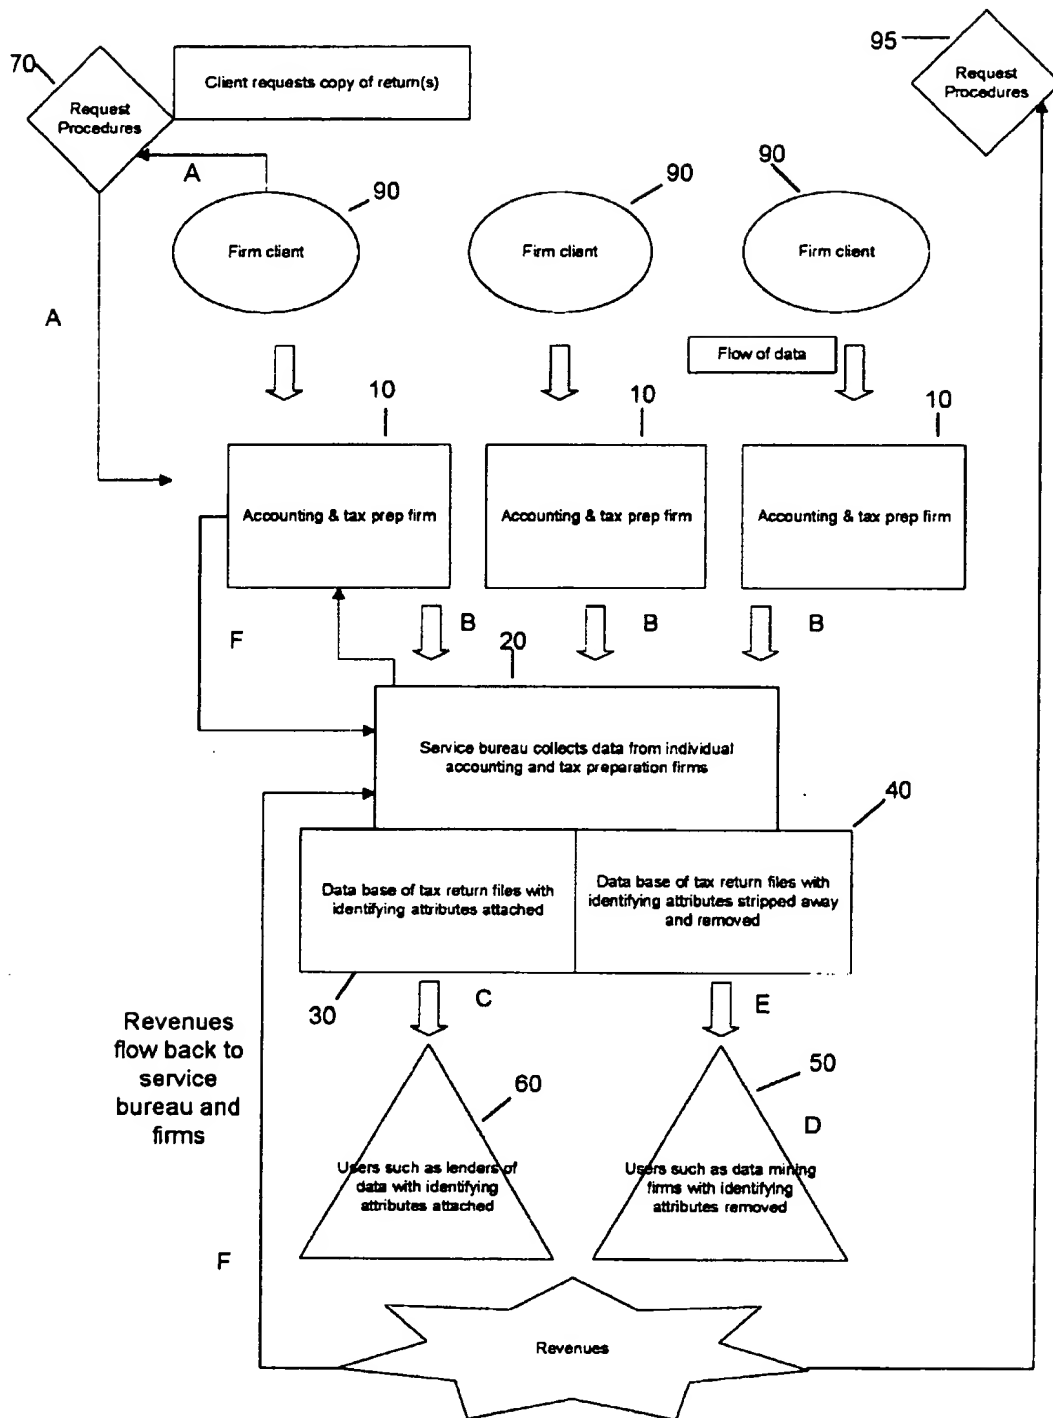 70
Request
Procedures
Client requests copy of return(s)
95
Request
Procedures
A
90
90
90
Firm client
Firm client
Firm client
A
Flow of data
10
10
10
Accounting & tax prep firm
Accounting & tax prep firm
Accounting & tax prep firm
F
B
B
B
20
Service bureau collects data from individual
accounting and tax preparation firms
40
Data base of tax return files with
identifying attributes attached
Data base of tax return files with
identifying attributes stripped away
and removed
30
C
E
Revenues
flow back to
service
bureau and
firms
60
50
D
Users such as lenders of
data with identifying
attributes attached
Users such as data mining
firms with identifying
attributes removed
F
Revenues